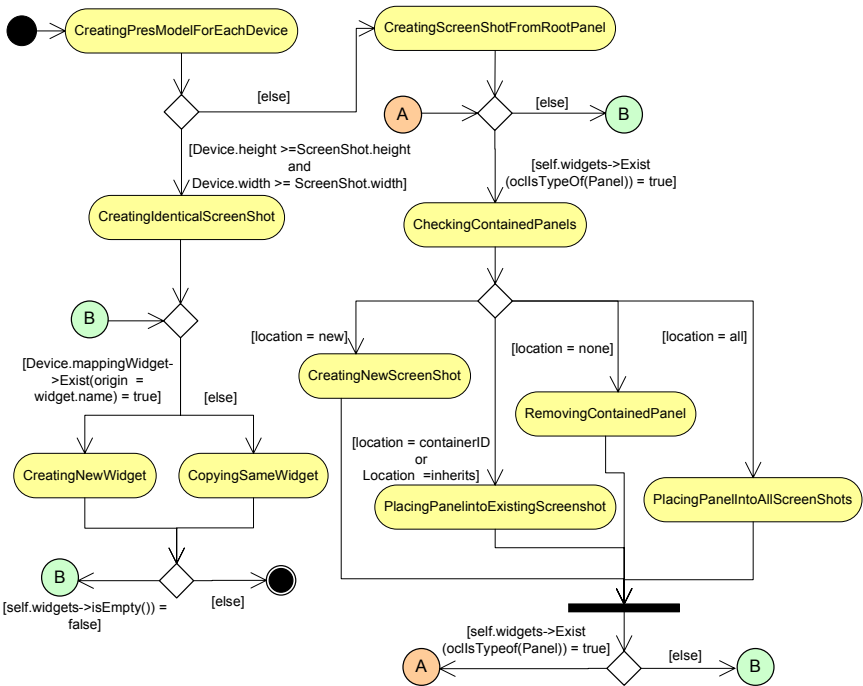 CreatingPresModelForEachDevice
CreatingScreenShotFromRootPanel
[else]
[Device.height >=ScreenShot.height
and
Device.width >= ScreenShot.width]
A
[else]
B
[self.widgets->Exist
(oclIsTypeOf(Panel)) = true]
CreatingIdenticalScreenShot
CheckingContainedPanels
B
[Device.mappingWidget-
>Exist(origin =
widget.name) = true]
[else]
[location = new]
[location = none]
[location = all]
CreatingNewScreenShot
RemovingContainedPanel
[location = containerID
or
Location =inherits]
CreatingNewWidget
CopyingSameWidget
PlacingPanelintoExistingScreenshot
PlacingPanelIntoAllScreenShots
B
[self.widgets->isEmpty()) =
false]
[else]
[self.widgets->Exist
(oclIsTypeof(Panel)) = true]
[else]
A
B